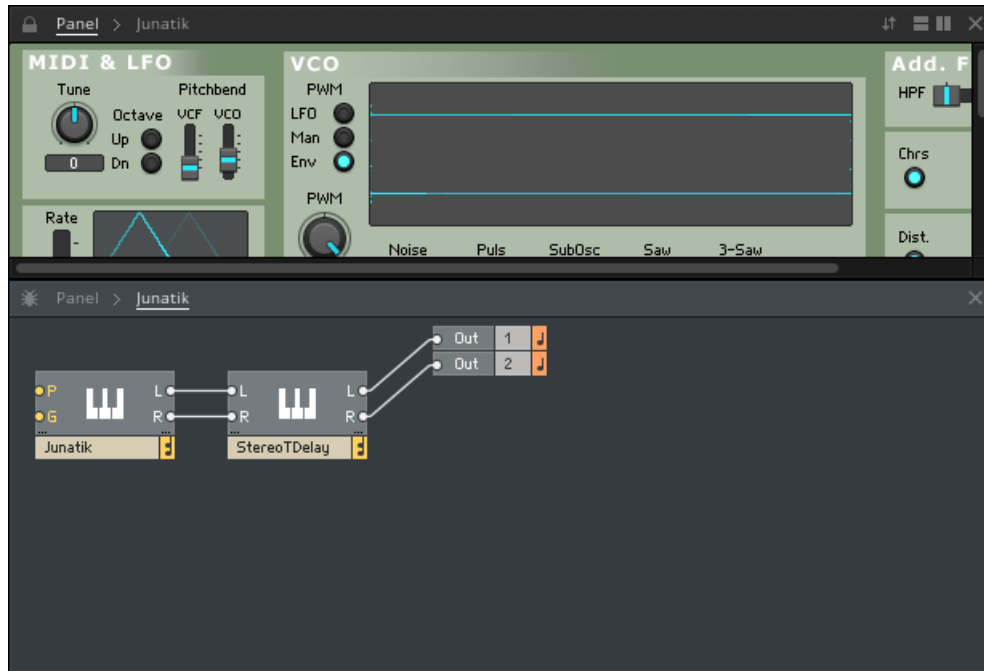 Panel > Junatik
MIDI & LFO
Tune
Pitchbend
Octave
VCF VCO
Up
0
Dn
Rate
VCO
PWM
LFO
Man
Env
PWM
Noise Puls SubOsc Saw 3-Saw
Add. F
HPF
Chrs
Dist.
Panel > Junatik
Out 1
Out 2
P L L L
G R R R
... ... ... ...
Junatik StereoTDelay